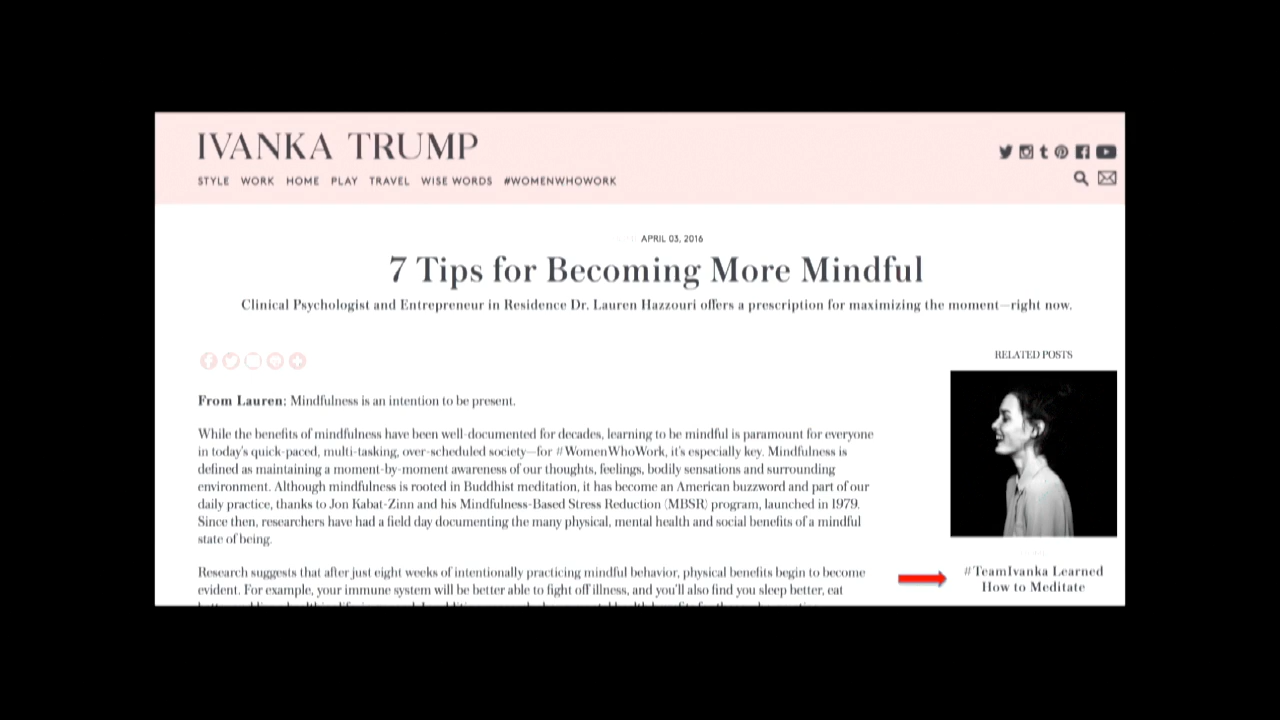 IVANKA TRUMP
STYLE WORK HOME PLAY TRAVEL WISE WORDS #WOMENWHOWORK
APRIL 03, 2016
7 Tips for Becoming More Mindful
Clinical Psychologist and Entrepreneur in Residence Dr. Lauren Hazzouri offers a prescription for maximizing the moment—right now.
RELATED POSTS
From Lauren: Mindfulness is an intention to be present.
While the benefits of mindfulness have been well-documented for decades, learning to be mindful is paramount for everyone
in today's quick-paced, multi-tasking, over-scheduled society—for #WomenWhoWork, it's especially key. Mindfulness is
defined as maintaining a moment-by-moment awareness of our thoughts, feelings, bodily sensations and surrounding
environment. Although mindfulness is rooted in Buddhist meditation, it has become an American buzzword and part of our
daily practice, thanks to Jon Kabat-Zinn and his Mindfulness-Based Stress Reduction (MBSR) program, launched in 1979.
Since then, researchers have had a field day documenting the many physical, mental health and social benefits of a mindful
state of being.
Research suggests that after just eight weeks of intentionally practicing mindful behavior, physical benefits begin to become
evident. For example, your immune system will be better able to fight off illness, and you'll also find you sleep better, eat
#TeamIvanka Learned
How to Meditate